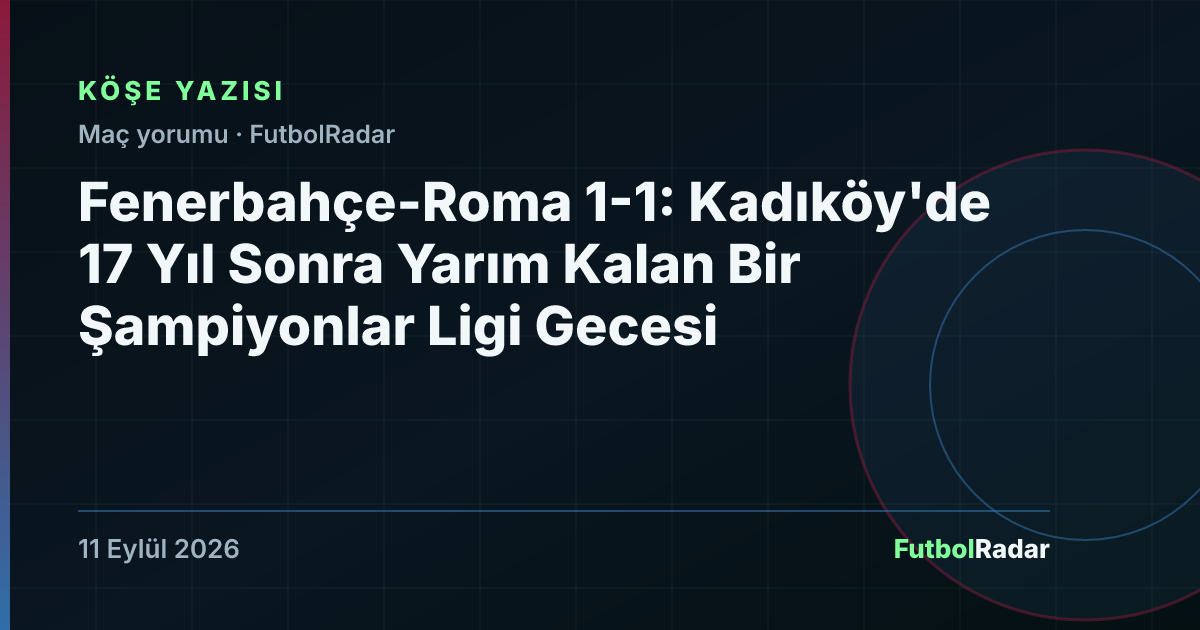 KÖŞE YAZISI
Maç yorumu · FutbolRadar
Fenerbahçe-Roma 1-1: Kadıköy'de
17 Yıl Sonra Yarım Kalan Bir
Şampiyonlar Ligi Gecesi
11 Eylül 2026
FutbolRadar